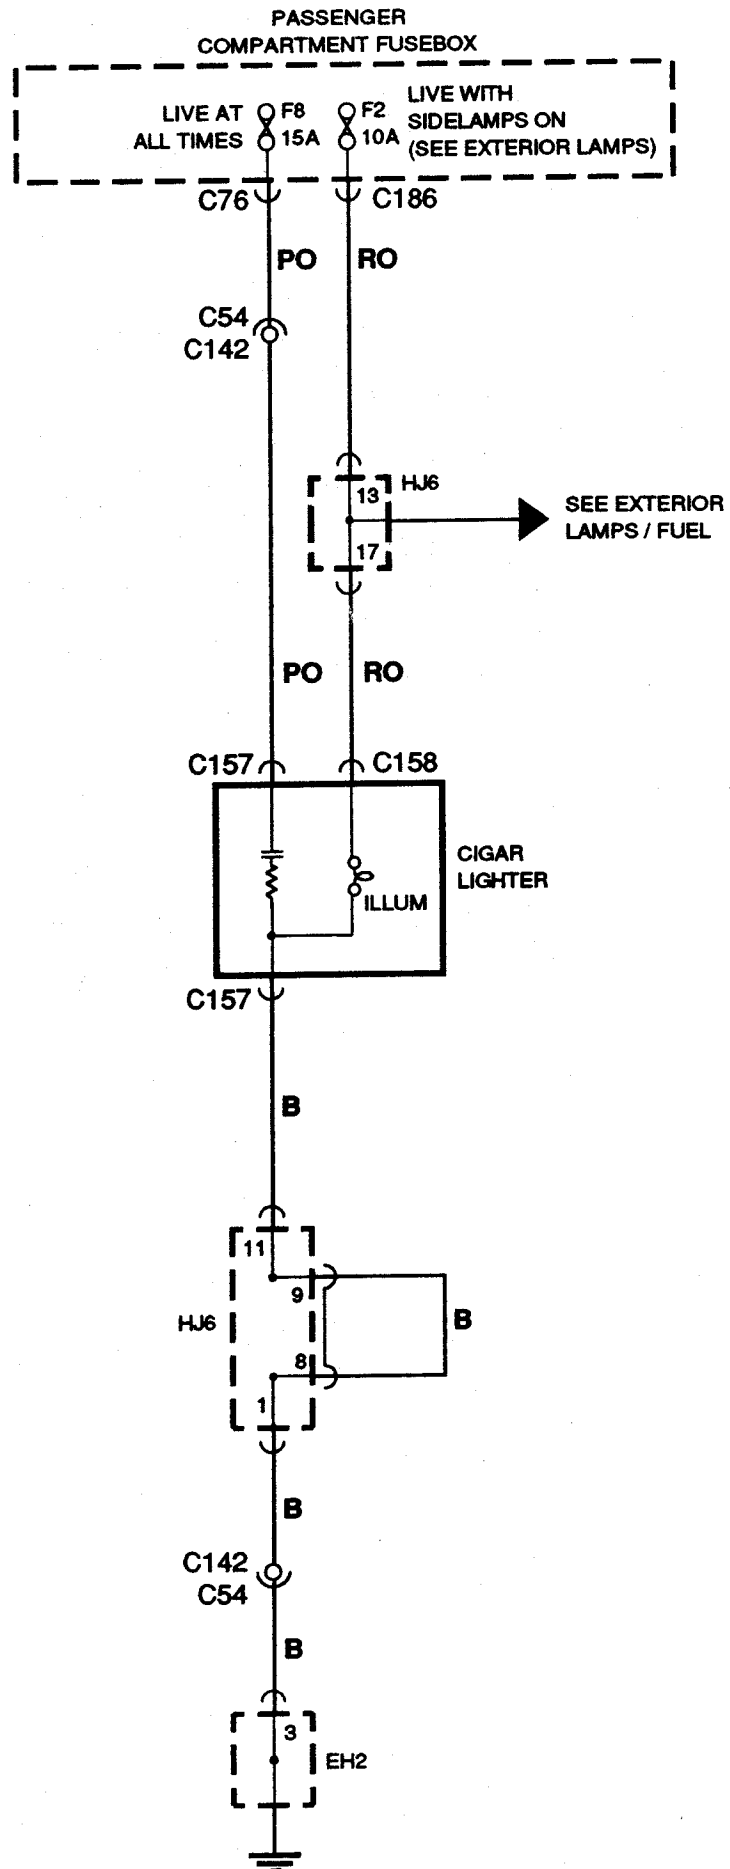 PASSENGER
COMPARTMENT FUSEBOX
LIVE AT
ALL TIMES
F8
15A
F2
10A
LIVE WITH
SIDELAMPS ON
(SEE EXTERIOR LAMPS)
C76
C186
PO
RO
C54
C142
13
HJ6
17
SEE EXTERIOR
LAMPS / FUEL
PO
RO
C157
C158
CIGAR
LIGHTER
ILLUM
C157
B
11
9
HJ6
B
8
1
B
C142
C54
B
3
EH2